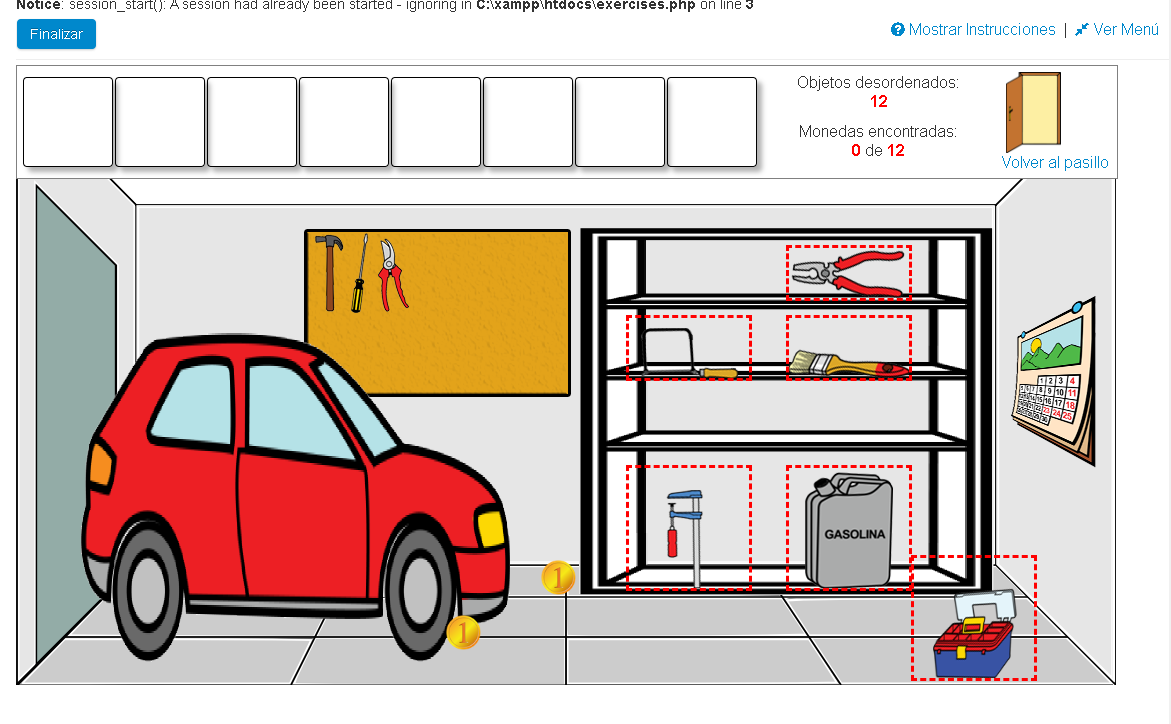 Notice: session_start(): A session had already been started - ignoring in C:\xampp\htdocs\exercises.php on line 3
Finalizar
Mostrar Instrucciones | Ver Menú
Objetos desordenados:
12
Monedas encontradas:
0 de 12
Volver al pasillo
GASOLINA
1
1